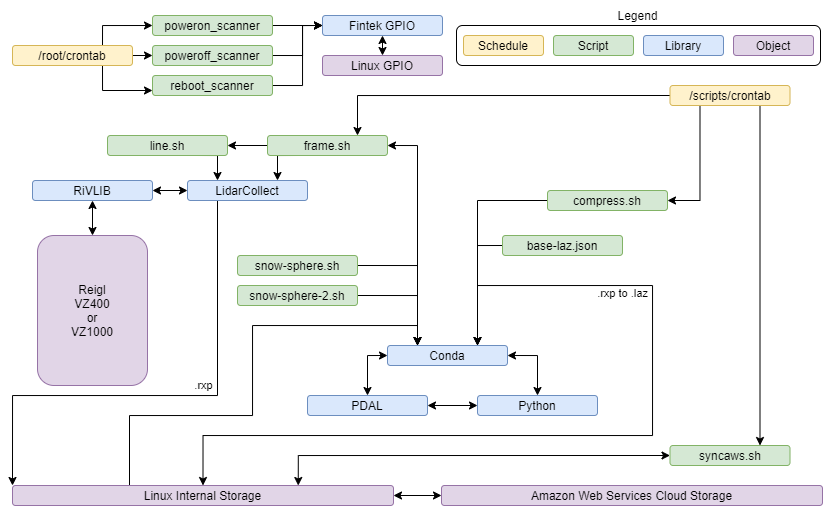 Legend
Schedule
Script
Library
Object
/root/crontab
poweron_scanner
poweroff_scanner
reboot_scanner
Fintek GPIO
Linux GPIO
/scripts/crontab
line.sh
frame.sh
RiVLIB
LidarCollect
compress.sh
base-laz.json
Reigl
VZ400
or
VZ1000
snow-sphere.sh
snow-sphere-2.sh
.rxp to .laz
Conda
.rxp
PDAL
Python
syncaws.sh
Linux Internal Storage
Amazon Web Services Cloud Storage